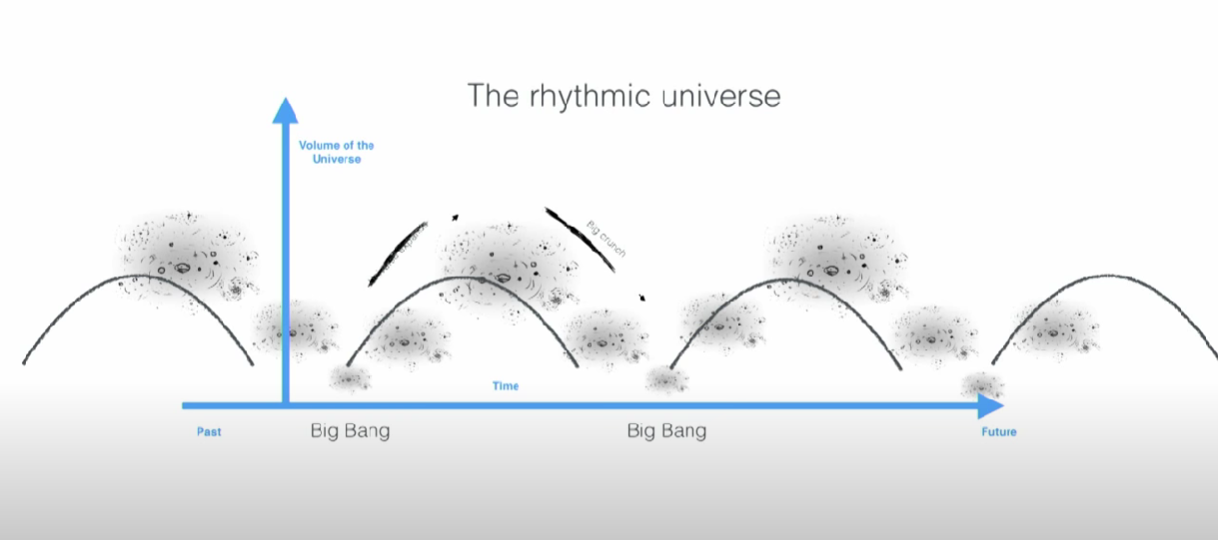 The rhythmic universe
Volume of the
Universe
Big crunch
Time
Past
Big Bang
Big Bang
Future